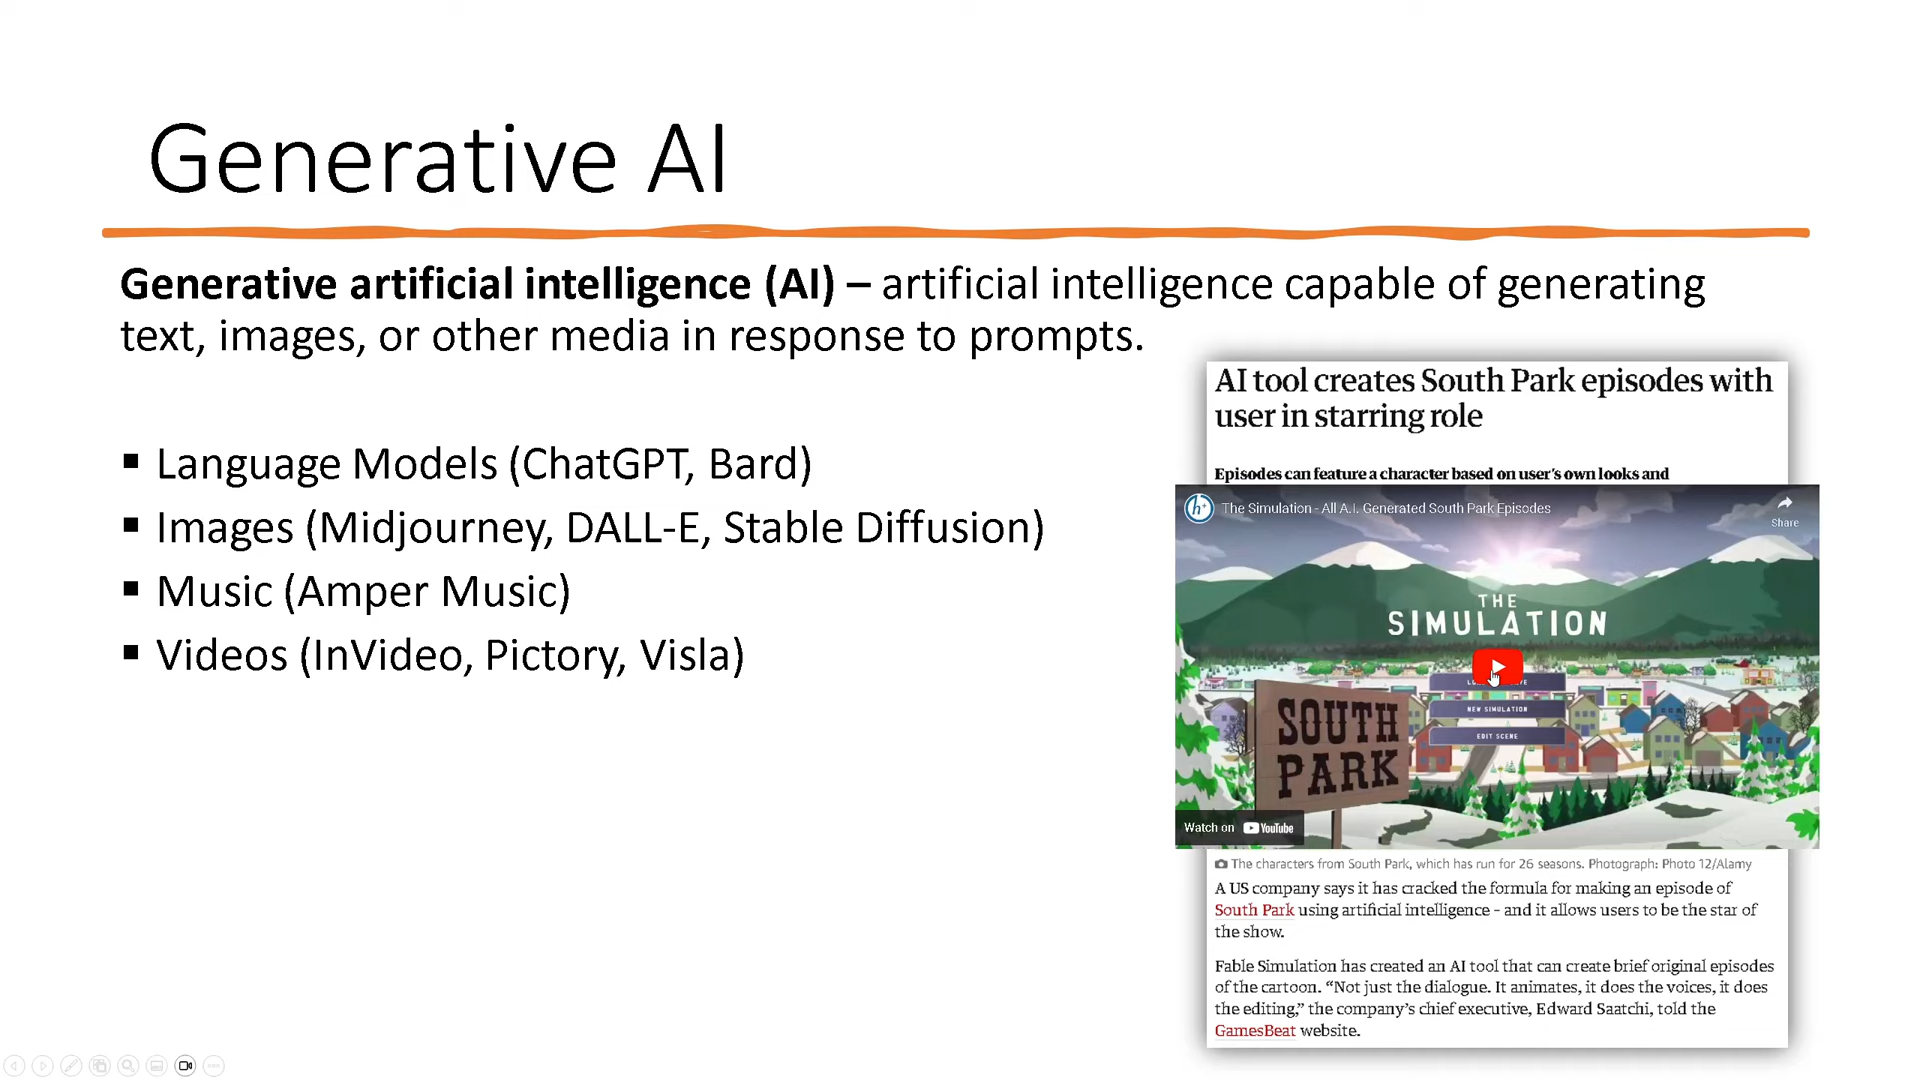 Generative AI
Generative artificial intelligence (AI) – artificial intelligence capable of generating
text, images, or other media in response to prompts.
▪ Language Models (ChatGPT, Bard)
▪ Images (Midjourney, DALL-E, Stable Diffusion)
▪ Music (Amper Music)
▪ Videos (InVideo, Pictory, Visla)
AI tool creates South Park episodes with
user in starring role
Episodes can feature a character based on user's own looks and
The Simulation - All A.I. Generated South Park Episodes
Share
THE
SIMULATION
NEW SIMULATION
EDIT SCENE
SOUTH
PARK
Watch on YouTube
The characters from South Park, which has run for 26 seasons. Photograph: Photo 12/Alamy
A US company says it has cracked the formula for making an episode of
South Park using artificial intelligence – and it allows users to be the star of
the show.
Fable Simulation has created an AI tool that can create brief original episodes
of the cartoon. “Not just the dialogue. It animates, it does the voices, it does
the editing,” the company's chief executive, Edward Saatchi, told the
GamesBeat website.